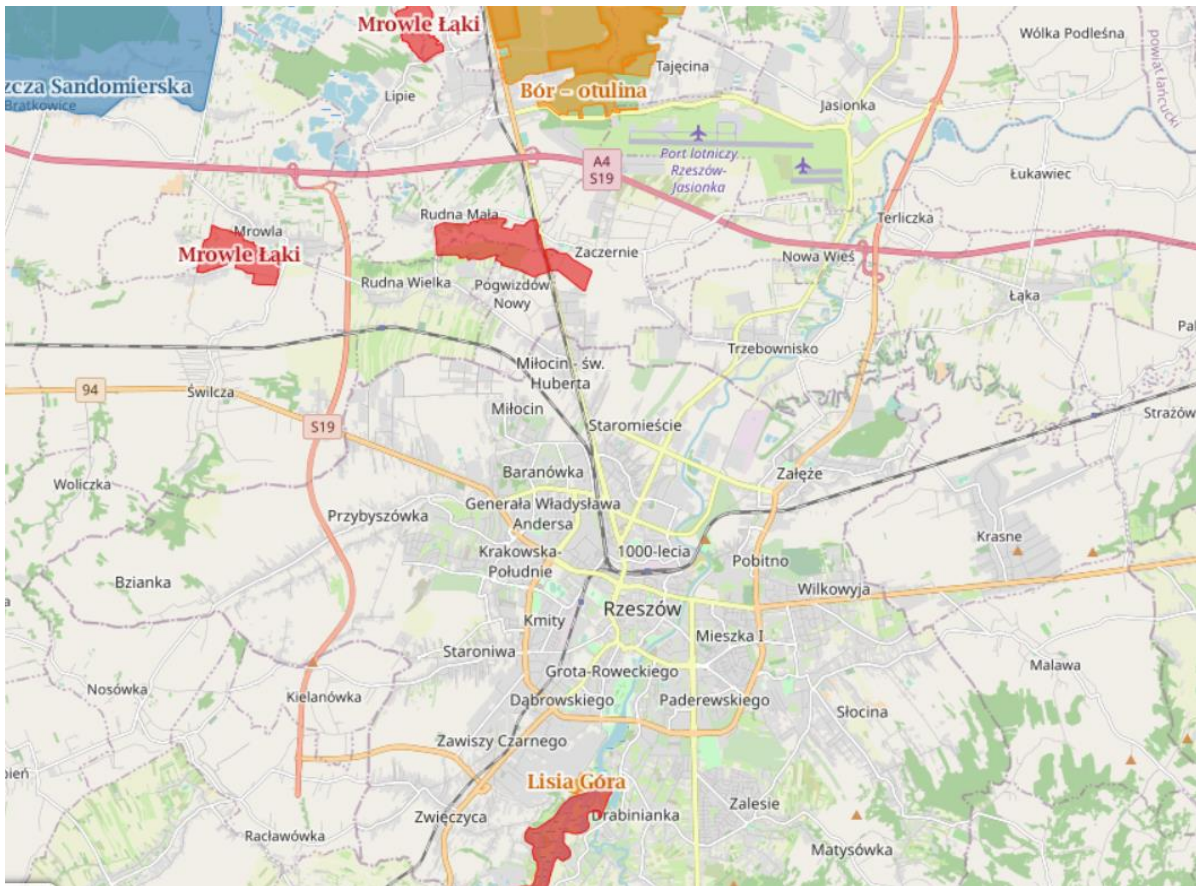 Mrowle Łąki
Wólka Podleśna
powiat łańcucki
Tajęcina
zcza Sandomierska
Bór – otulina
Bratkowice
Lipie
Jasionka
Port lotniczy
Rzeszów-
Jasionka
A4
S19
Łukawiec
Rudna Mała
Terliczka
Mrowla
Mrowle Łąki
Zaczernie
Nowa Wieś
Rudna Wielka
Pogwizdów
Nowy
Łąka
Trzebownisko
Miłocin - św.
Huberta
94
Świlcza
Miłocin
S19
Staromieście
Strażów
Baranówka
Załęże
Woliczka
Generała Władysława
Andersa
Przybyszówka
Krasne
Krakowska-
Południe
1000-lecia
Pobitno
Bzianka
Wilkowyja
Rzeszów
Kmity
Mieszka I
Staroniwa
Malawa
Grota-Roweckiego
Nosówka
Kielanówka
Dąbrowskiego
Paderewskiego
Słocina
Zawiszy Czarnego
Lisia Góra
Zalesie
Zwięczyca
Drabinianka
Racławówka
Matysówka